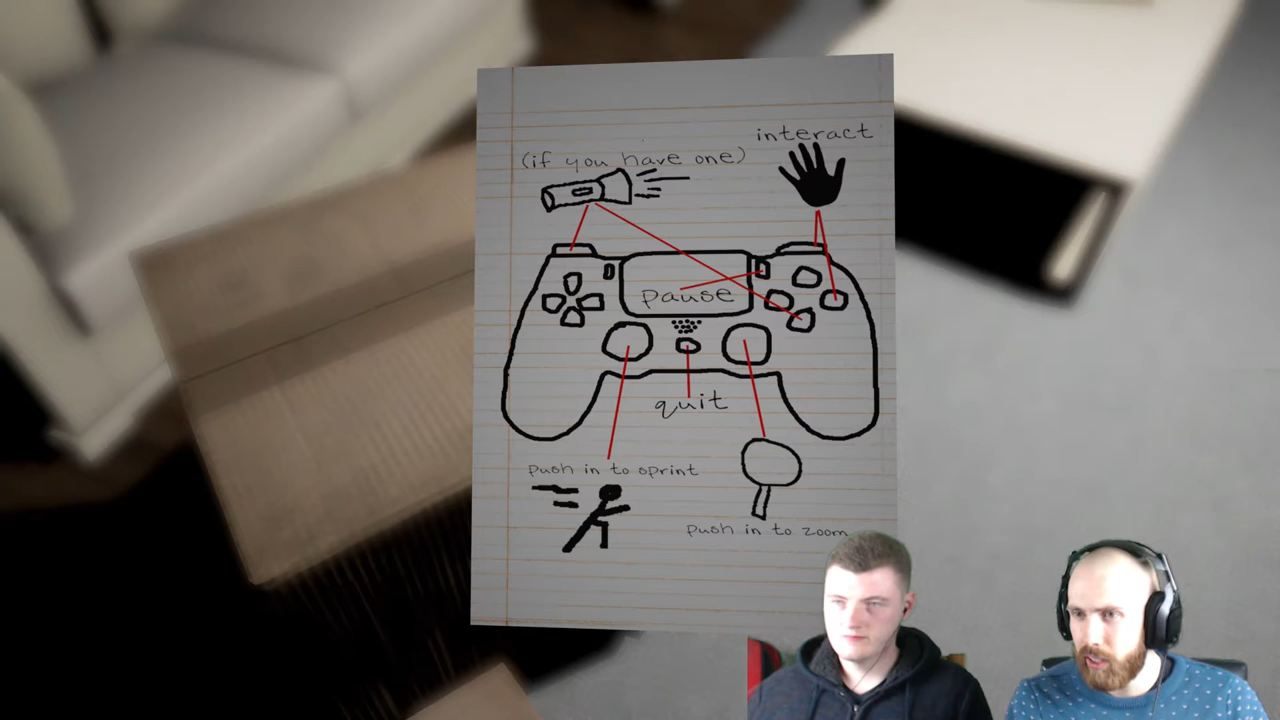 interact
(if you have one)
pause
quit
push in to sprint
push in to zoom